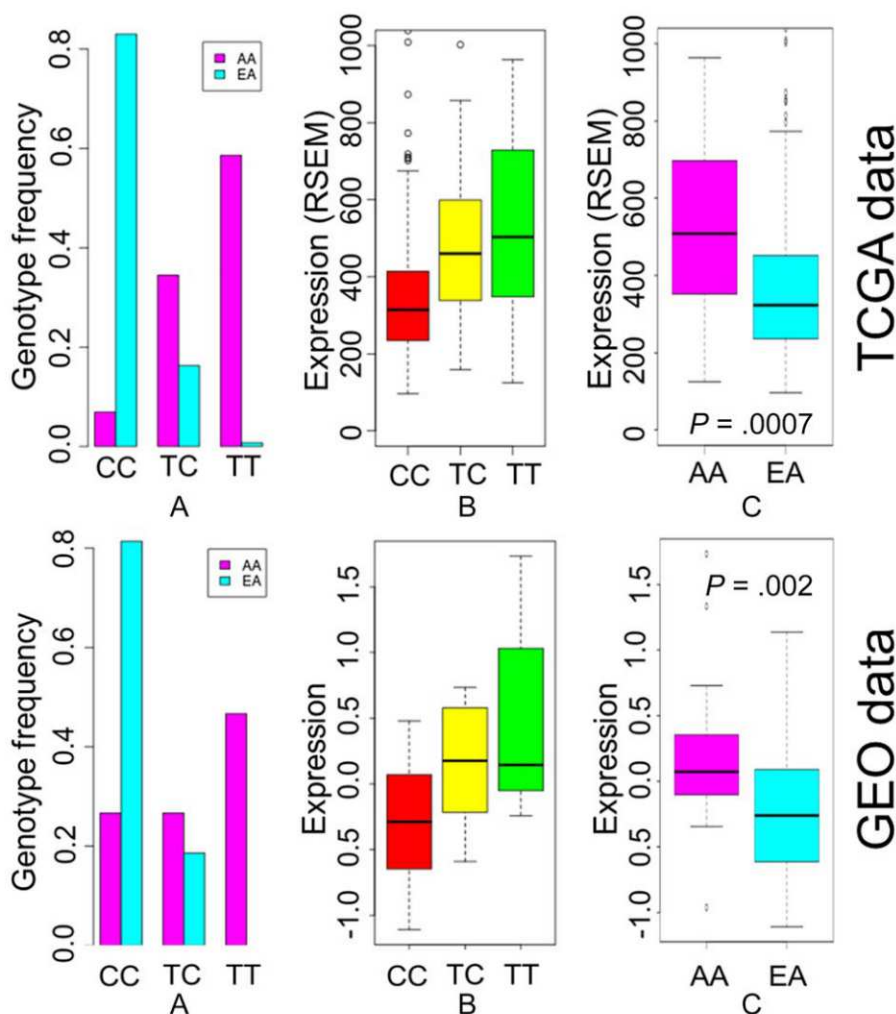 Genotype frequency
0.0 0.2 0.4 0.6 0.8
AA
EA
CC TC TT
A
Expression (RSEM)
0 200 400 600 800 1000
CC TC TT
B
Expression (RSEM)
0 200 400 600 800 1000
P = .0007
AA EA
C
TCGA data
Genotype frequency
0.0 0.2 0.4 0.6 0.8
AA
EA
CC TC TT
A
Expression
-1.0 0.5 0.0 0.5 1.0 1.5
CC TC TT
B
Expression
-1.0 0.5 0.0 0.5 1.0 1.5
P = .002
AA EA
C
GEO data